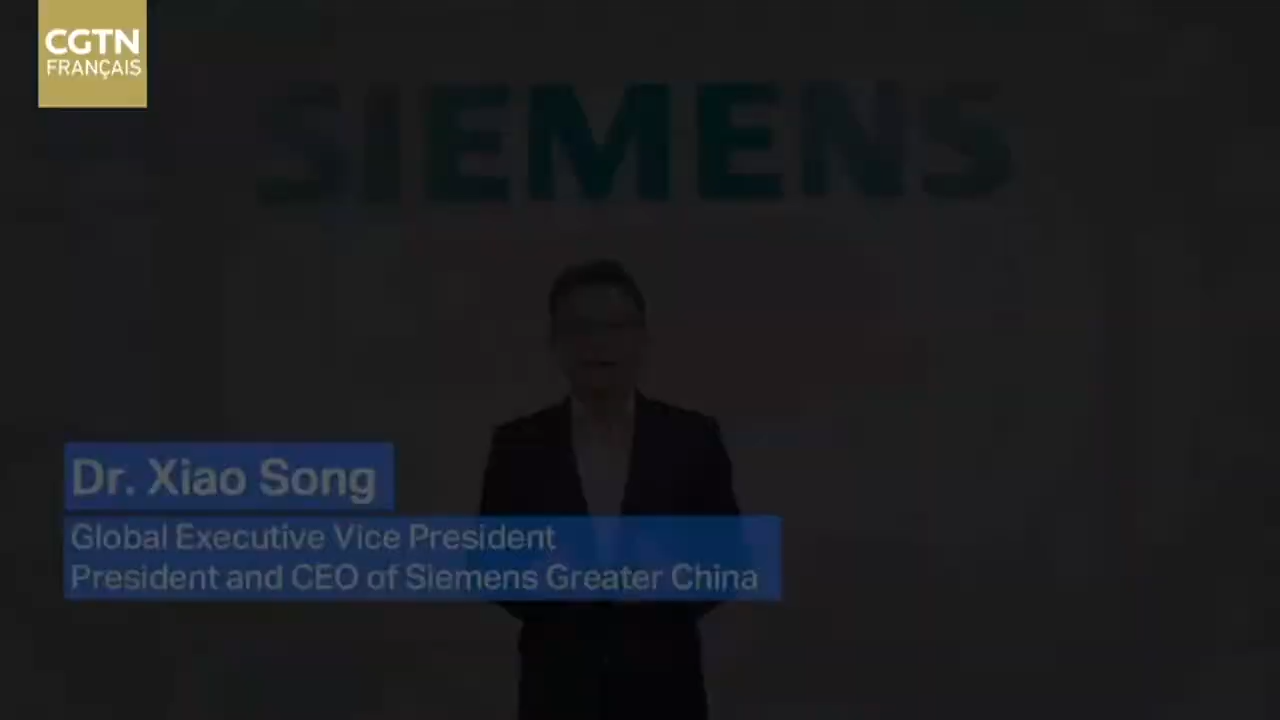 CGTN
FRANÇAIS
SIEMENS
Dr. Xiao Song
Global Executive Vice President
President and CEO of Siemens Greater China